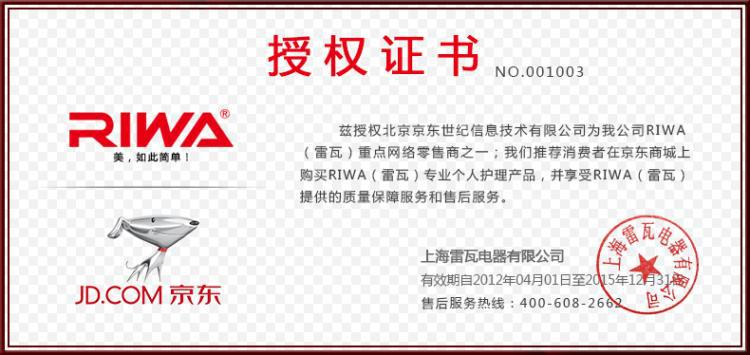 授权证书
NO.001003
RIWA®
美，如此简单！
兹授权北京京东世纪信息技术有限公司为我公司RIWA
（雷瓦）重点网络零售商之一；我们推荐消费者在京东商城上
购买RIWA（雷瓦）专业个人护理产品，并享受RIWA（雷瓦）
提供的质量保障服务和售后服务。
JD.COM 京东
上海雷瓦电器有限公司
有效期自2012年04月01日至2015年12月31日
售后服务热线：400-608-2662
上海雷瓦电器有限公司